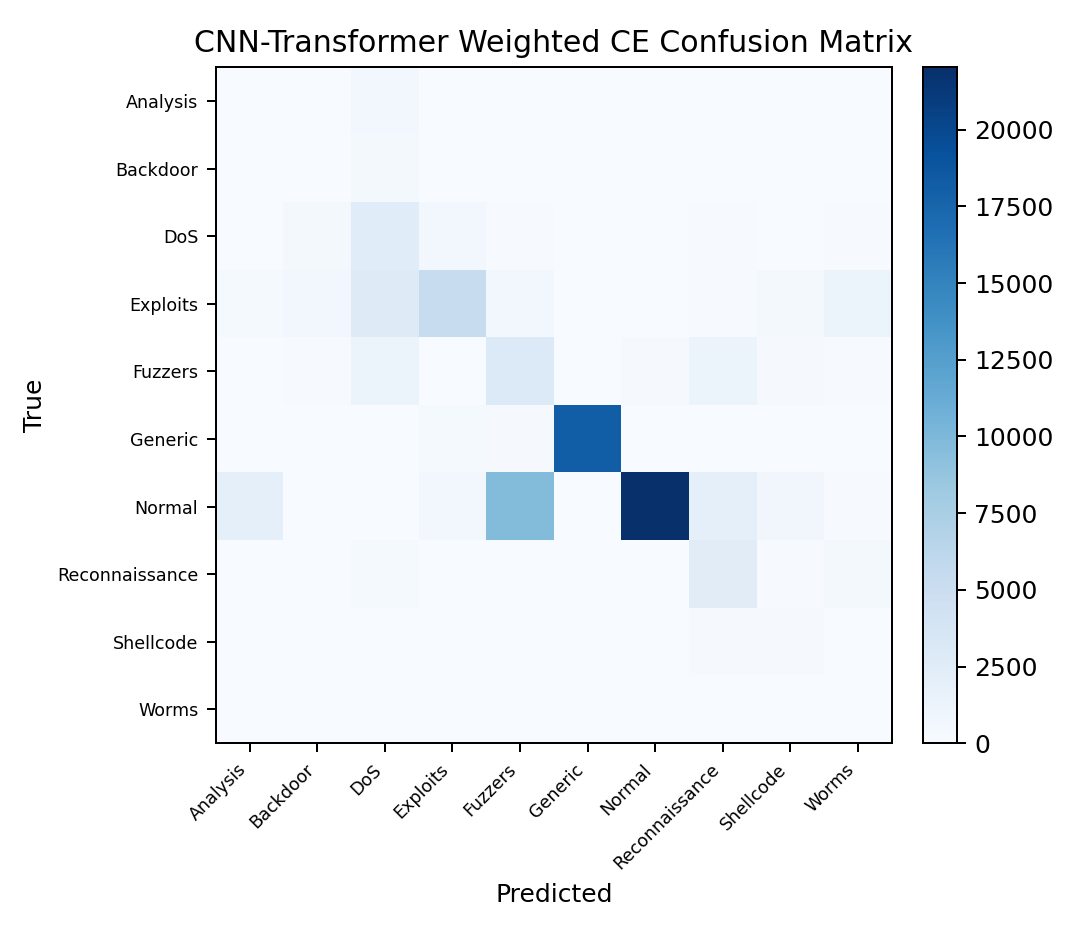 CNN-Transformer Weighted CE Confusion Matrix
True
Analysis
Backdoor
DoS
Exploits
Fuzzers
Generic
Normal
Reconnaissance
Shellcode
Worms
Analysis
Backdoor
DoS
Exploits
Fuzzers
Generic
Normal
Reconnaissance
Shellcode
Worms
Predicted
20000
17500
15000
12500
10000
7500
5000
2500
0